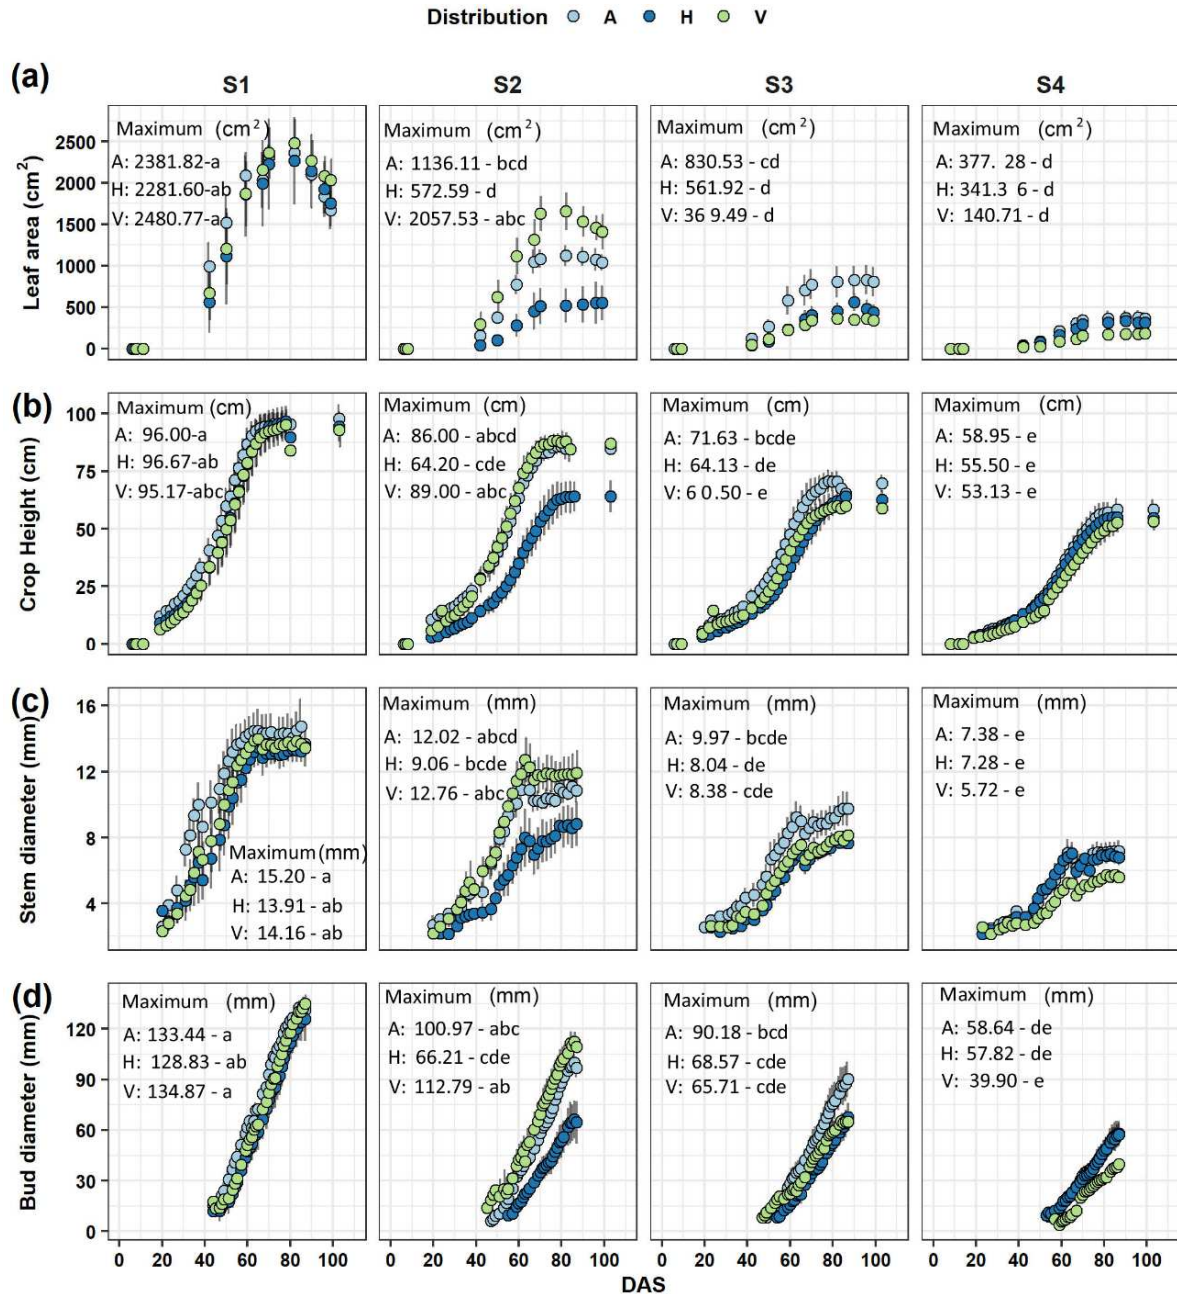 Distribution A H V
(a)
S1 S2 S3 S4
Leaf area (cm²)
2500
2000
1500
1000
500
0
Maximum (cm²)
A: 2381.82-a
H: 2281.60-ab
V: 2480.77-a
Maximum (cm²)
A: 1136.11 - bcd
H: 572.59 - d
V: 2057.53 - abc
Maximum (cm²)
A: 830.53 - cd
H: 561.92 - d
V: 36 9.49 - d
Maximum (cm²)
A: 377. 28 - d
H: 341.3 6 - d
V: 140.71 - d
(b)
Crop Height (cm)
100
75
50
25
0
Maximum (cm)
A: 96.00-a
H: 96.67-ab
V: 95.17-abc
Maximum (cm)
A: 86.00 - abcd
H: 64.20 - cde
V: 89.00 - abc
Maximum (cm)
A: 71.63 - bcde
H: 64.13 - de
V: 6 0.50 - e
Maximum (cm)
A: 58.95 - e
H: 55.50 - e
V: 53.13 - e
(c)
Stem diameter (mm)
16
12
8
4
Maximum (mm)
A: 15.20 - a
H: 13.91 - ab
V: 14.16 - ab
Maximum (mm)
A: 12.02 - abcd
H: 9.06 - bcde
V: 12.76 - abc
Maximum (mm)
A: 9.97 - bcde
H: 8.04 - de
V: 8.38 - cde
Maximum (mm)
A: 7.38 - e
H: 7.28 - e
V: 5.72 - e
(d)
Bud diameter (mm)
120
90
60
30
0
Maximum (mm)
A: 133.44 - a
H: 128.83 - ab
V: 134.87 - a
Maximum (mm)
A: 100.97 - abc
H: 66.21 - cde
V: 112.79 - ab
Maximum (mm)
A: 90.18 - bcd
H: 68.57 - cde
V: 65.71 - cde
Maximum (mm)
A: 58.64 - de
H: 57.82 - de
V: 39.90 - e
0 20 40 60 80 100 0 20 40 60 80 100 0 20 40 60 80 100 0 20 40 60 80 100
DAS